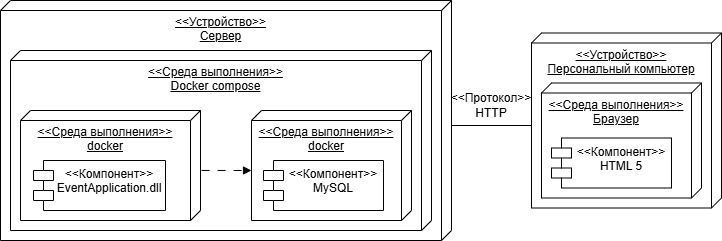 <<Устройство>>
Сервер
<<Среда выполнения>>
Docker compose
<<Среда выполнения>>
docker
<<Компонент>>
EventApplication.dll
<<Среда выполнения>>
docker
<<Компонент>>
MySQL
<<Протокол>>
HTTP
<<Устройство>>
Персональный компьютер
<<Среда выполнения>>
Браузер
<<Компонент>>
HTML 5